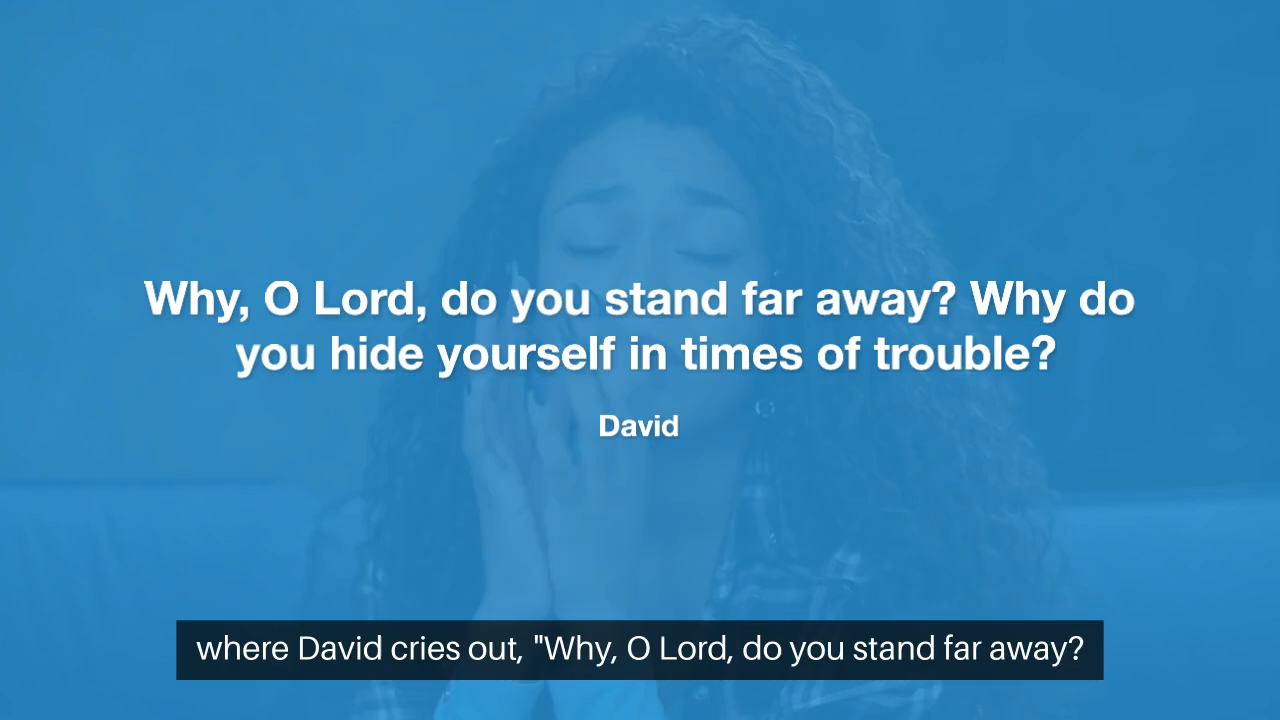 Why, O Lord, do you stand far away? Why do
you hide yourself in times of trouble?
David
where David cries out, "Why, O Lord, do you stand far away?